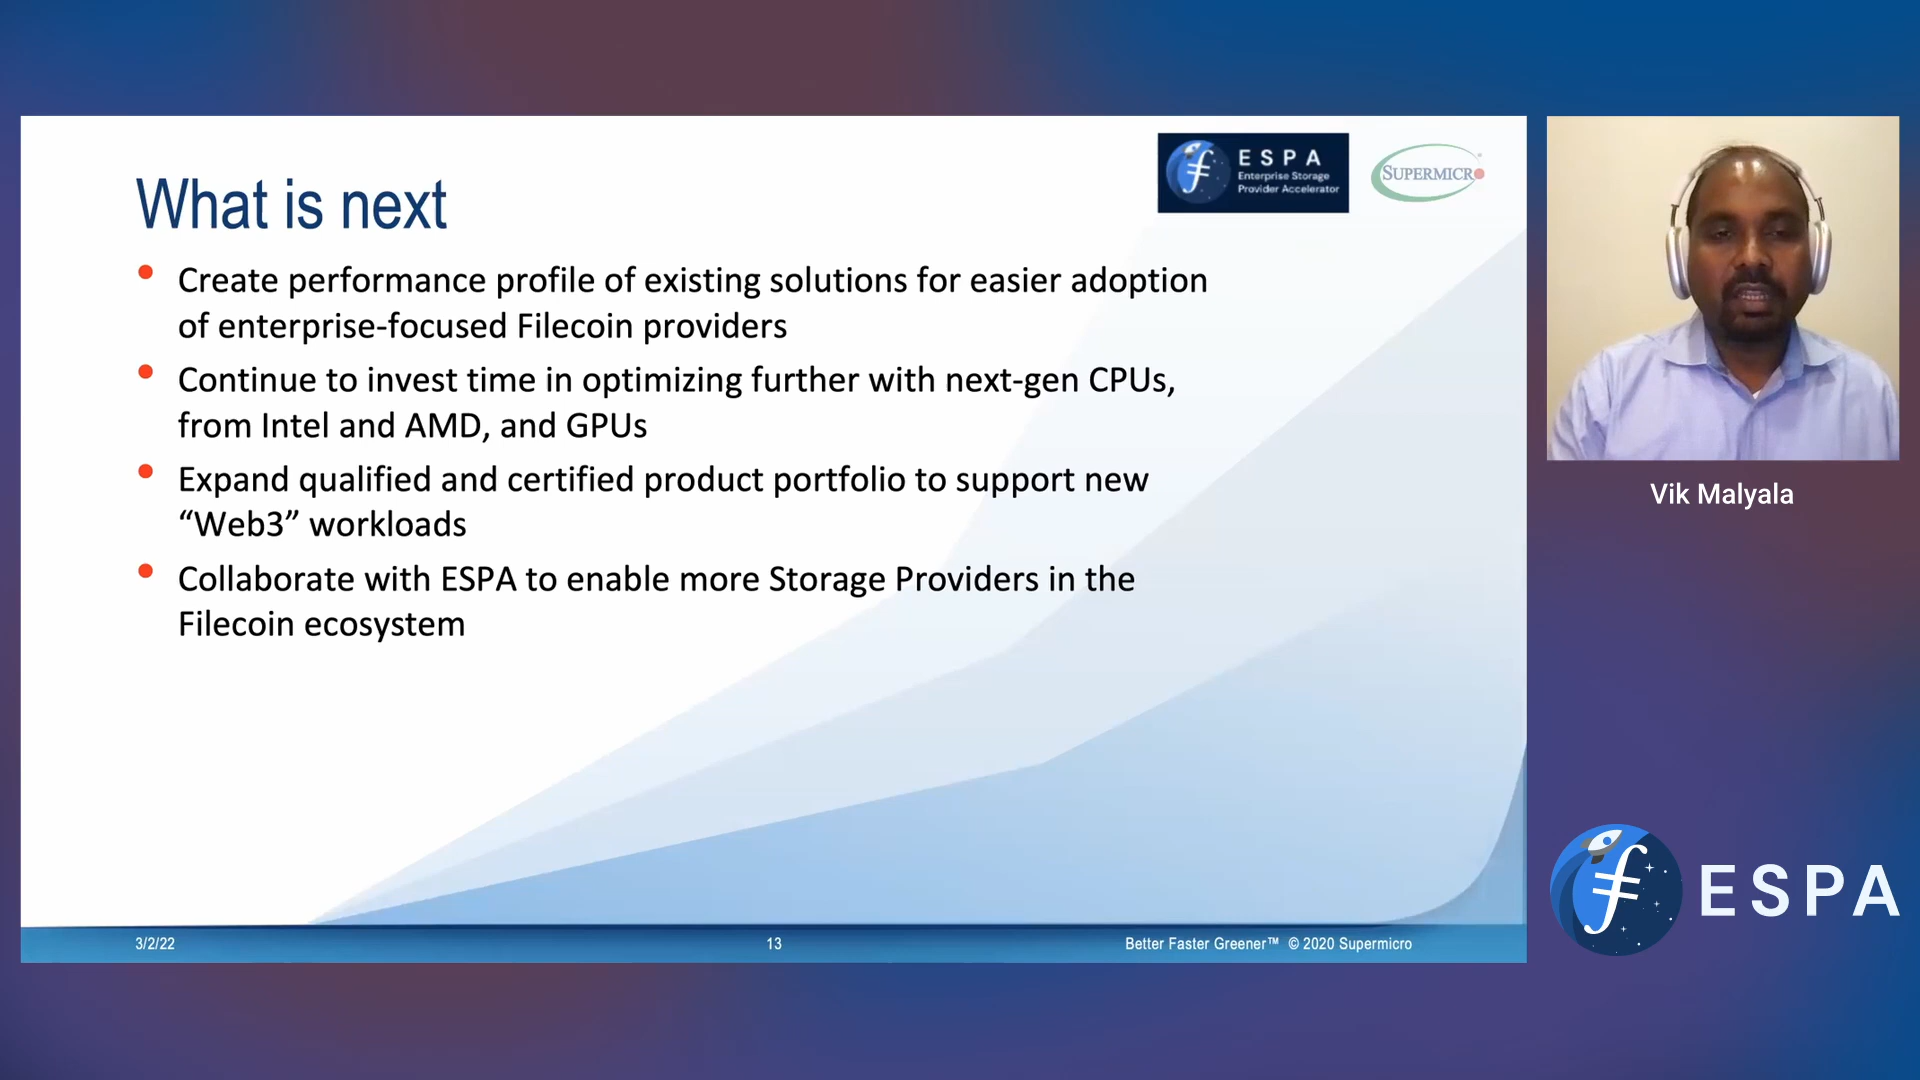 ESPA
Enterprise Storage
Provider Accelerator
SUPERMICRO
What is next
• Create performance profile of existing solutions for easier adoption
of enterprise-focused Filecoin providers
• Continue to invest time in optimizing further with next-gen CPUs,
from Intel and AMD, and GPUs
• Expand qualified and certified product portfolio to support new
“Web3” workloads
• Collaborate with ESPA to enable more Storage Providers in the
Filecoin ecosystem
3/2/22
13
Better Faster Greener™ © 2020 Supermicro
Vik Malyala
ESPA